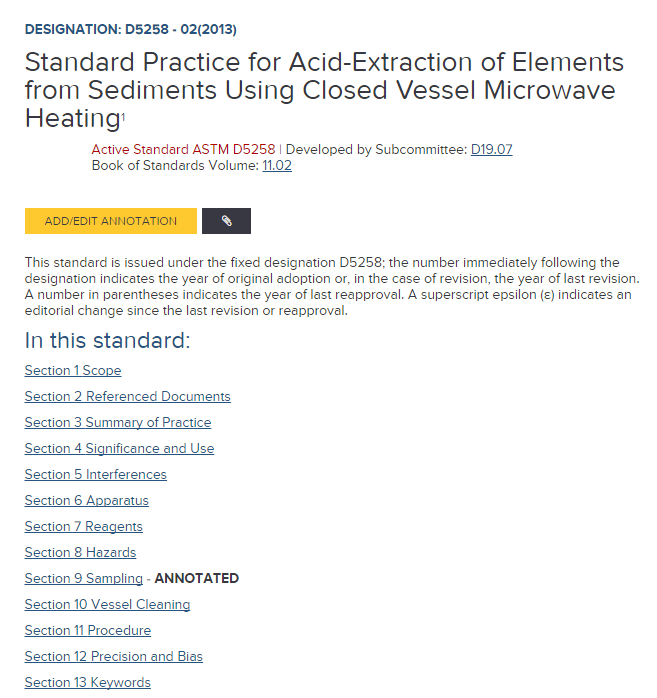 DESIGNATION: D5258 - 02(2013)
Standard Practice for Acid-Extraction of Elements
from Sediments Using Closed Vessel Microwave
Heating¹
Active Standard ASTM D5258 | Developed by Subcommittee: D19.07
Book of Standards Volume: 11.02
ADD/EDIT ANNOTATION
This standard is issued under the fixed designation D5258; the number immediately following the
designation indicates the year of original adoption or, in the case of revision, the year of last revision.
A number in parentheses indicates the year of last reapproval. A superscript epsilon (ε) indicates an
editorial change since the last revision or reapproval.
In this standard:
Section 1 Scope
Section 2 Referenced Documents
Section 3 Summary of Practice
Section 4 Significance and Use
Section 5 Interferences
Section 6 Apparatus
Section 7 Reagents
Section 8 Hazards
Section 9 Sampling - ANNOTATED
Section 10 Vessel Cleaning
Section 11 Procedure
Section 12 Precision and Bias
Section 13 Keywords